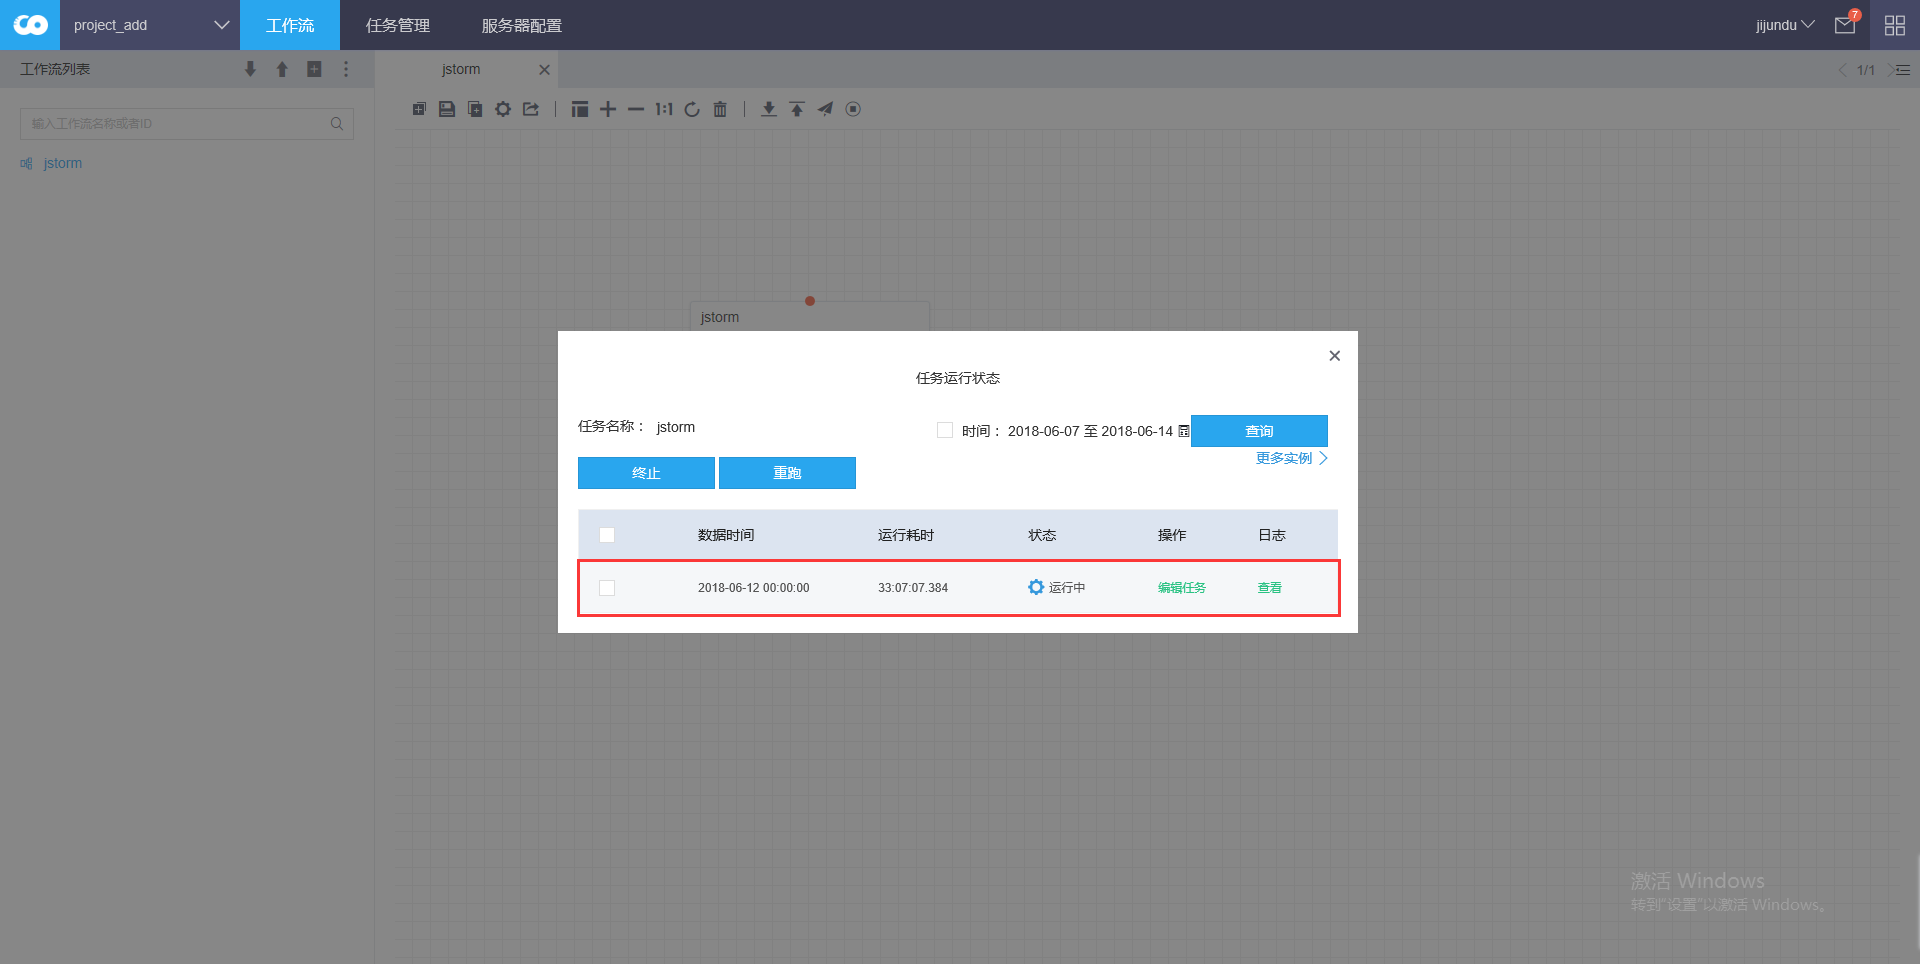 project_add
工作流
任务管理
服务器配置
jijundu
7
工作流列表
jstorm
1/1
输入工作流名称或者ID
1:1
jstorm
jstorm
任务运行状态
任务名称： jstorm
时间： 2018-06-07 至 2018-06-14
查询
更多实例
终止
重跑
数据时间 运行耗时 状态 操作 日志
2018-06-12 00:00:00 33:07:07.384 运行中 编辑任务 查看
激活 Windows
转到"设置"以激活 Windows。